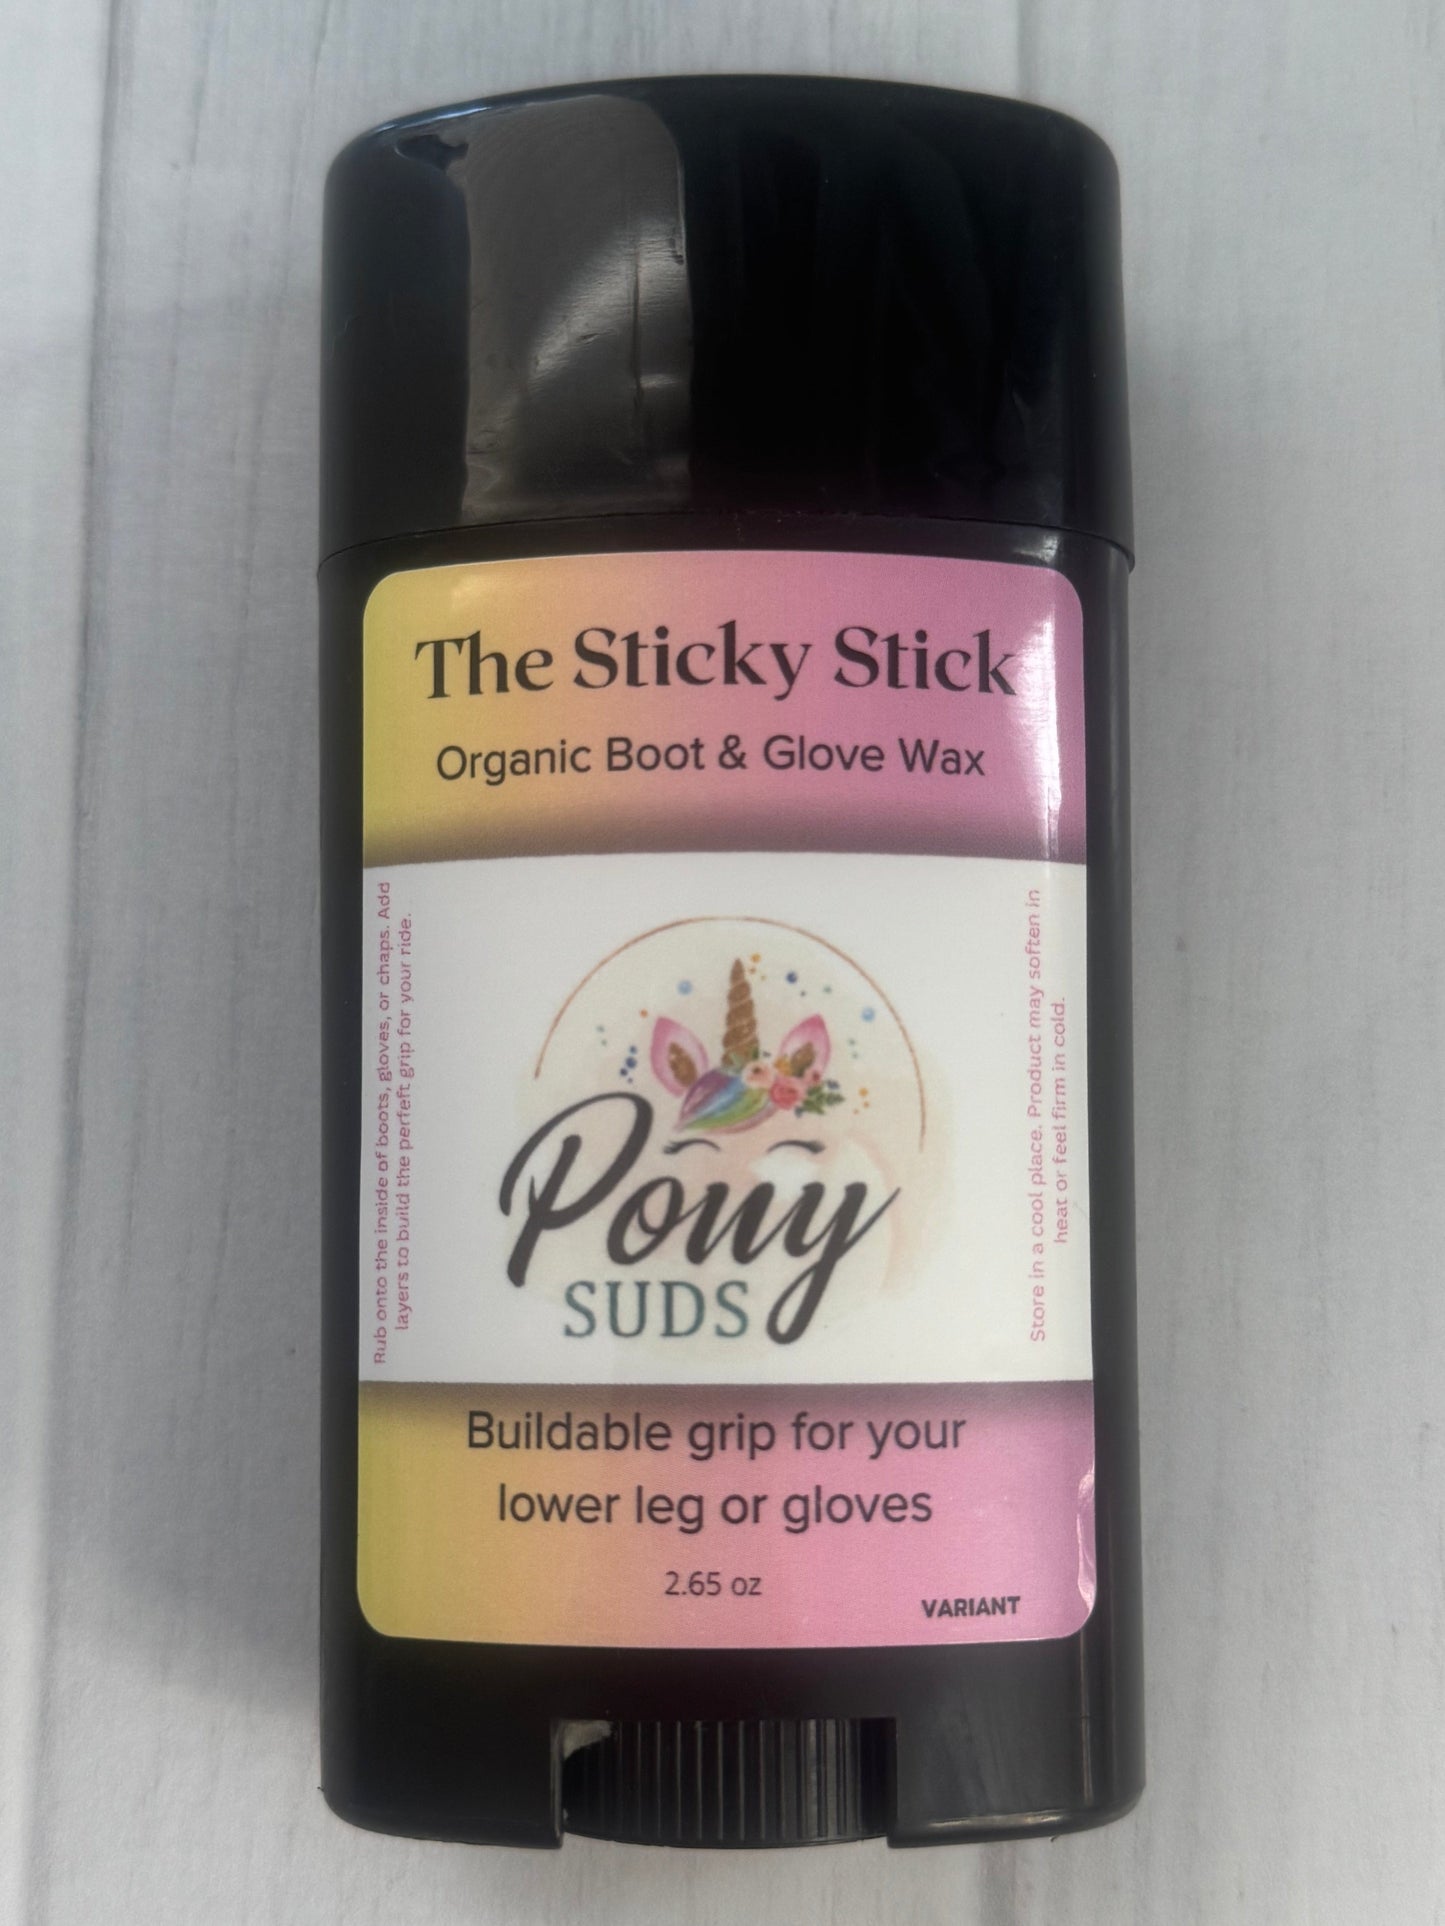 The Sticky Stick
Organic Boot & Glove Wax
Rub onto the inside of boots, gloves, or chaps. Add
layers to build the perfeft grip for your ride.
Store in a cool place. Product may soften in
heat or feel firm in cold.
Pony
SUDS
Buildable grip for your
lower leg or gloves
2.65 oz
VARIANT